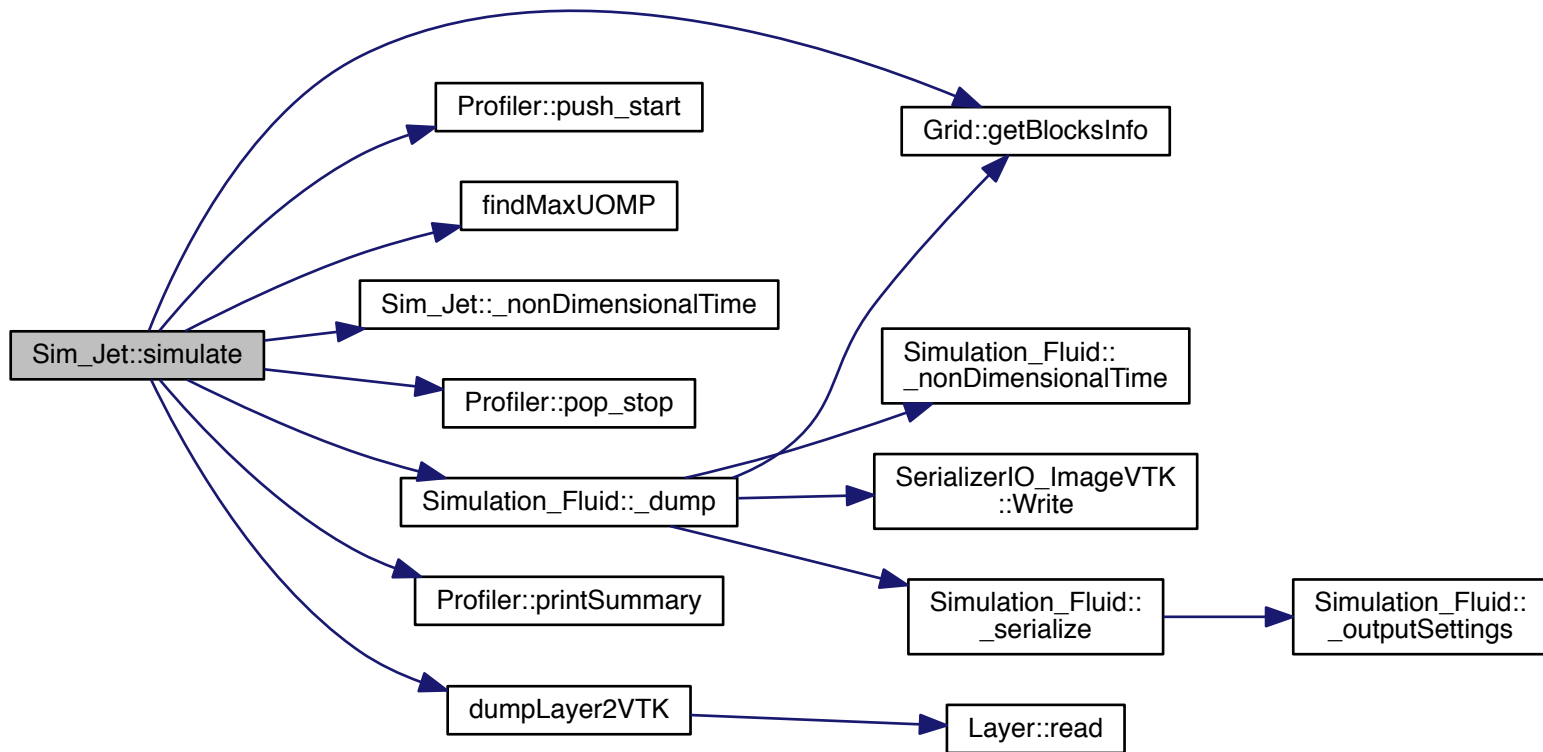 Profiler::push_start
Grid::getBlocksInfo
findMaxUOMP
Sim_Jet::_nonDimensionalTime
Sim_Jet::simulate
Simulation_Fluid::
_nonDimensionalTime
Profiler::pop_stop
Simulation_Fluid::_dump
SerializerIO_ImageVTK
::Write
Profiler::printSummary
Simulation_Fluid::
_serialize
Simulation_Fluid::
_outputSettings
dumpLayer2VTK
Layer::read